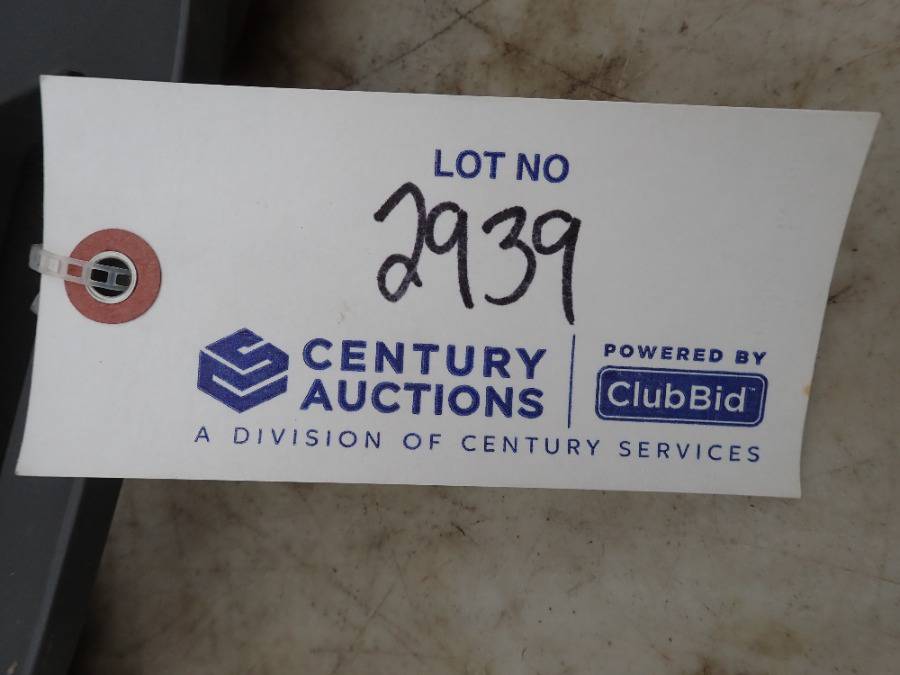 LOT NO
2939
CENTURY
AUCTIONS
POWERED BY
ClubBid™
A DIVISION OF CENTURY SERVICES